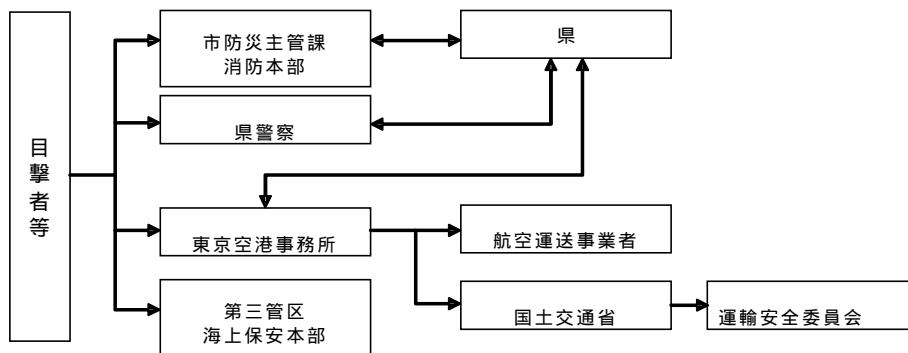 目撃者等
市防災主管課
消防本部
県
県警察
東京空港事務所
航空運送事業者
第三管区
海上保安本部
国土交通省
運輸安全委員会